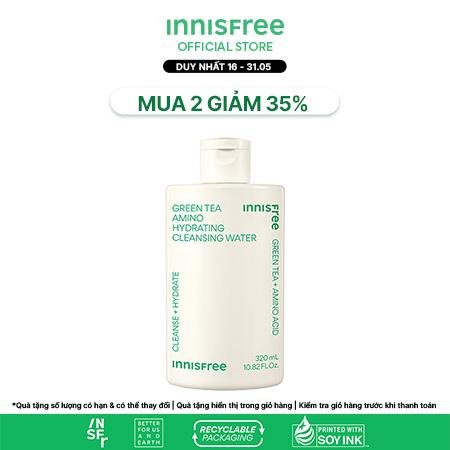 INNISFREE
OFFICIAL STORE
DUY NHẤT 16 - 31.05
MUA 2 GIẢM 35%
GREEN TEA
AMINO
HYDRATING
CLEANSING WATER
INNISFREE
GREEN TEA + AMINO ACID
CLEANSE + HYDRATE
320 mL
10.82 FL.Oz.
INNISFREE
*Quà tặng số lượng có hạn & có thể thay đổi | Quà tặng hiển thị trong giỏ hàng | Kiểm tra giỏ hàng trước khi thanh toán
/NSFT
BETTER
FOR US
AND
EARTH
RECYCLABLE
PACKAGING
PRINTED WITH
SOY INK